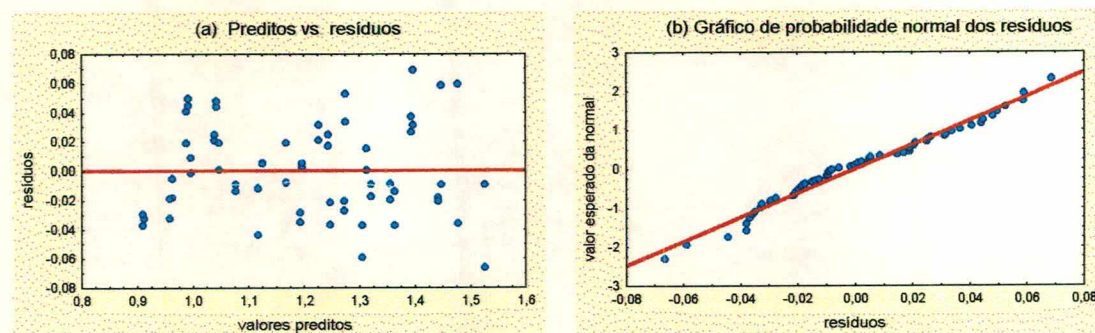 (a) Preditos vs. resíduos
0,08
0,06
0,04
0,02
0,00
-0,02
-0,04
-0,06
-0,08
resíduos
0,8 0,9 1,0 1,1 1,2 1,3 1,4 1,5 1,6
valores preditos
(b) Gráfico de probabilidade normal dos resíduos
3
2
1
0
-1
-2
-3
valor esperado da normal
-0,08 -0,06 -0,04 -0,02 0,00 0,02 0,04 0,06 0,08
resíduos